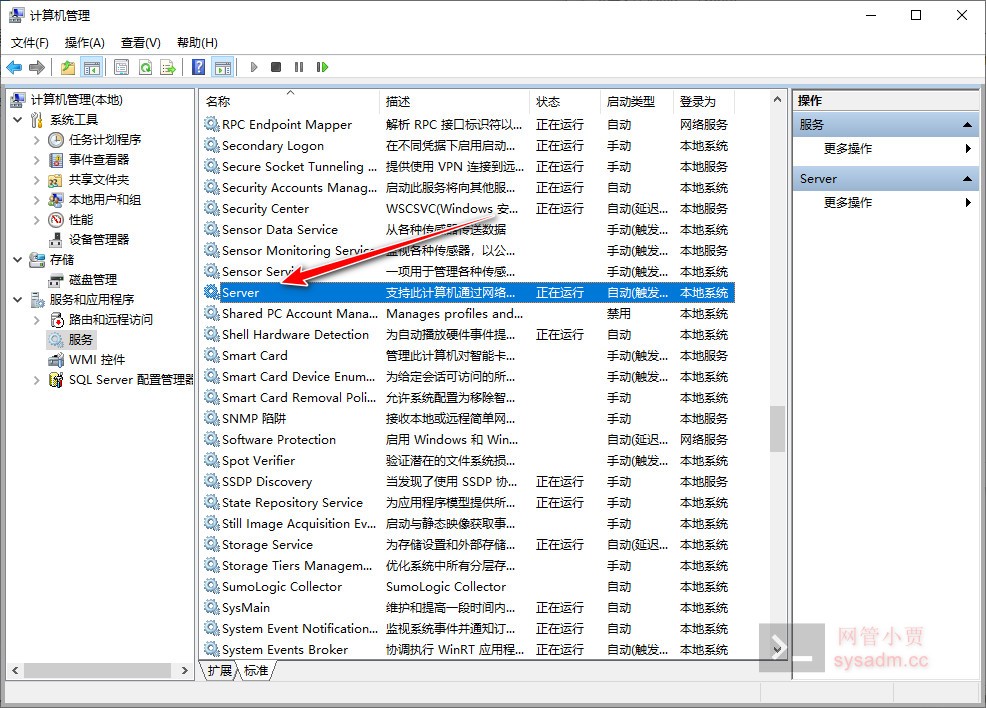 计算机管理
文件(F) 操作(A) 查看(V) 帮助(H)
计算机管理(本地)
系统工具
任务计划程序
事件查看器
共享文件夹
本地用户和组
性能
设备管理器
存储
磁盘管理
服务和应用程序
路由和远程访问
服务
WMI 控件
SQL Server 配置管理器
名称 描述 状态 启动类型 登录为
RPC Endpoint Mapper 解析 RPC 接口标识符以... 正在运行 自动 网络服务
Secondary Logon 在不同凭据下启用启动... 正在运行 手动 本地系统
Secure Socket Tunneling ... 提供使用 VPN 连接到远... 正在运行 手动 本地服务
Security Accounts Manag... 启动此服务将向其他服... 正在运行 自动 本地系统
Security Center WSCSVC(Windows 安... 正在运行 自动(延迟... 本地服务
Sensor Data Service 从各种传感器传送数据 手动(触发... 本地系统
Sensor Monitoring Service 监视各种传感器，以公... 手动(触发... 本地服务
Sensor Service 一项用于管理各种传感... 手动(触发... 本地系统
Server 支持此计算机通过网络... 正在运行 自动(触发... 本地系统
Shared PC Account Mana... Manages profiles and... 禁用 本地系统
Shell Hardware Detection 为自动播放硬件事件提... 正在运行 自动 本地系统
Smart Card 管理此计算机对智能卡... 手动(触发... 本地服务
Smart Card Device Enum... 为给定会话可访问的所... 手动(触发... 本地系统
Smart Card Removal Poli... 允许系统配置为移除智... 手动 本地系统
SNMP 陷阱 接收本地或远程简单网... 手动 本地服务
Software Protection 启用 Windows 和 Win... 自动(延迟... 网络服务
Spot Verifier 验证潜在的文件系统损... 手动(触发... 本地系统
SSDP Discovery 当发现了使用 SSDP 协... 正在运行 手动 本地服务
State Repository Service 为应用程序模型提供所... 正在运行 手动 本地系统
Still Image Acquisition Ev... 启动与静态映像获取事... 手动 本地系统
Storage Service 为存储设置和外部存储... 正在运行 自动(延迟... 本地系统
Storage Tiers Managem... 优化系统中所有分层存... 手动 本地系统
SumoLogic Collector SumoLogic Collector 自动 本地系统
SysMain 维护和提高一段时间内... 正在运行 自动 本地系统
System Event Notification... 监视系统事件并通知订... 正在运行 自动 本地系统
System Events Broker 协调执行 WinRT 应用程... 正在运行 自动(触发... 本地系统
扩展 标准
操作
服务
更多操作
Server
更多操作
网管小贾
sysadm.cc